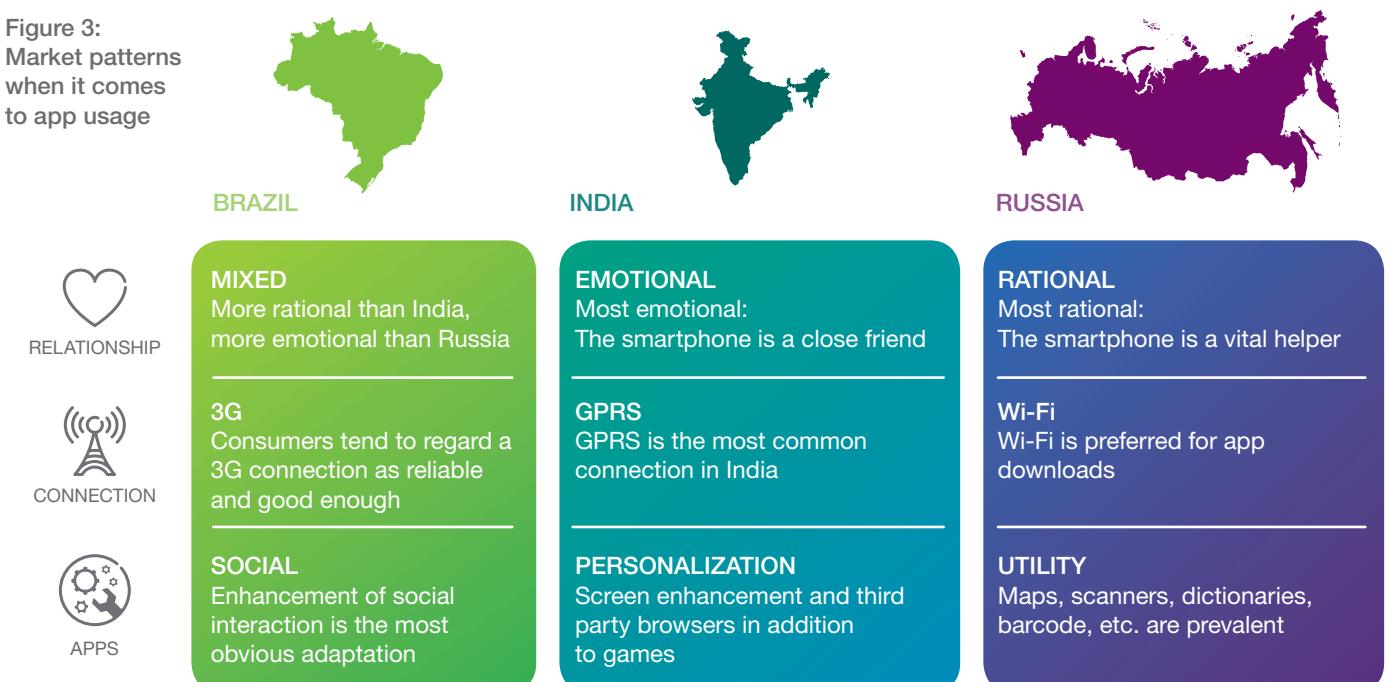 Figure 3:
Market patterns
when it comes
to app usage
BRAZIL
INDIA
RUSSIA
RELATIONSHIP
MIXED
More rational than India,
more emotional than Russia
EMOTIONAL
Most emotional:
The smartphone is a close friend
RATIONAL
Most rational:
The smartphone is a vital helper
CONNECTION
3G
Consumers tend to regard a
3G connection as reliable
and good enough
GPRS
GPRS is the most common
connection in India
Wi-Fi
Wi-Fi is preferred for app
downloads
APPS
SOCIAL
Enhancement of social
interaction is the most
obvious adaptation
PERSONALIZATION
Screen enhancement and third
party browsers in addition
to games
UTILITY
Maps, scanners, dictionaries,
barcode, etc. are prevalent